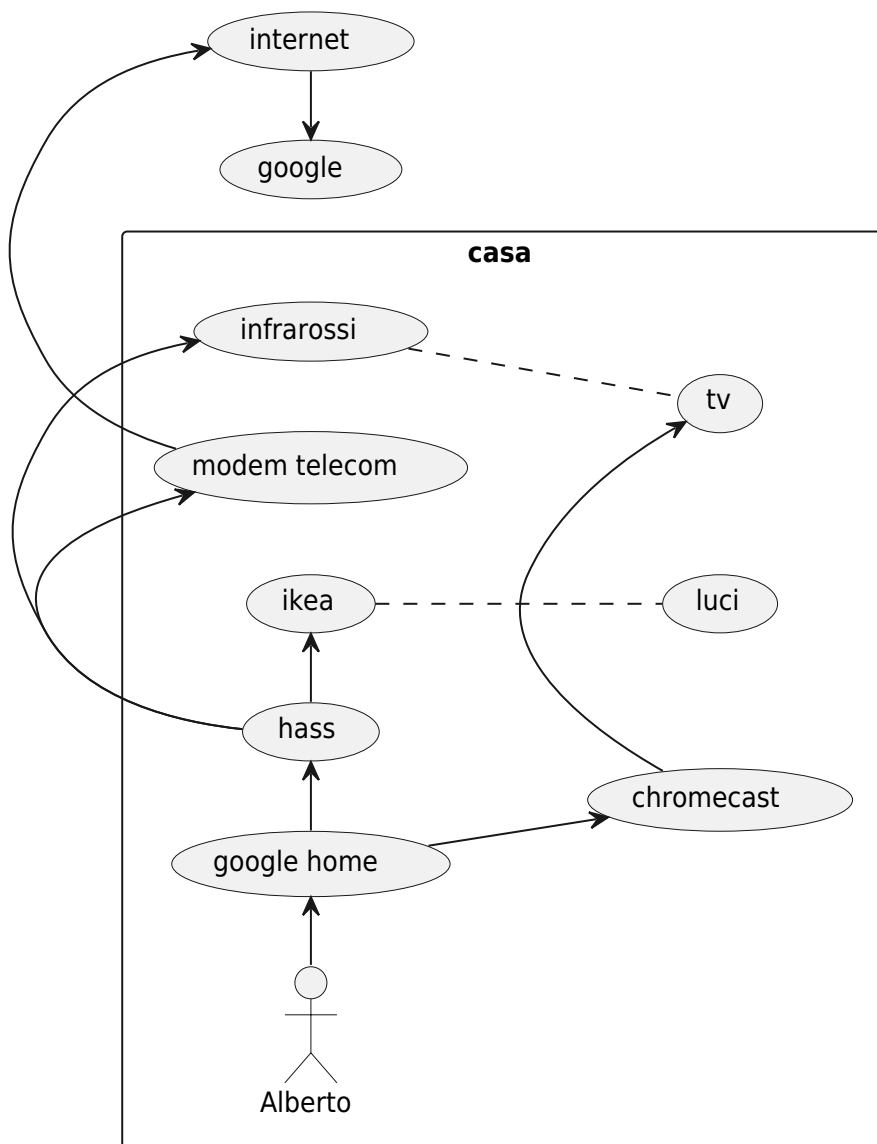 internet
google
casa
infrarossi
tv
modem telecom
ikea
luci
hass
chromecast
google home
Alberto